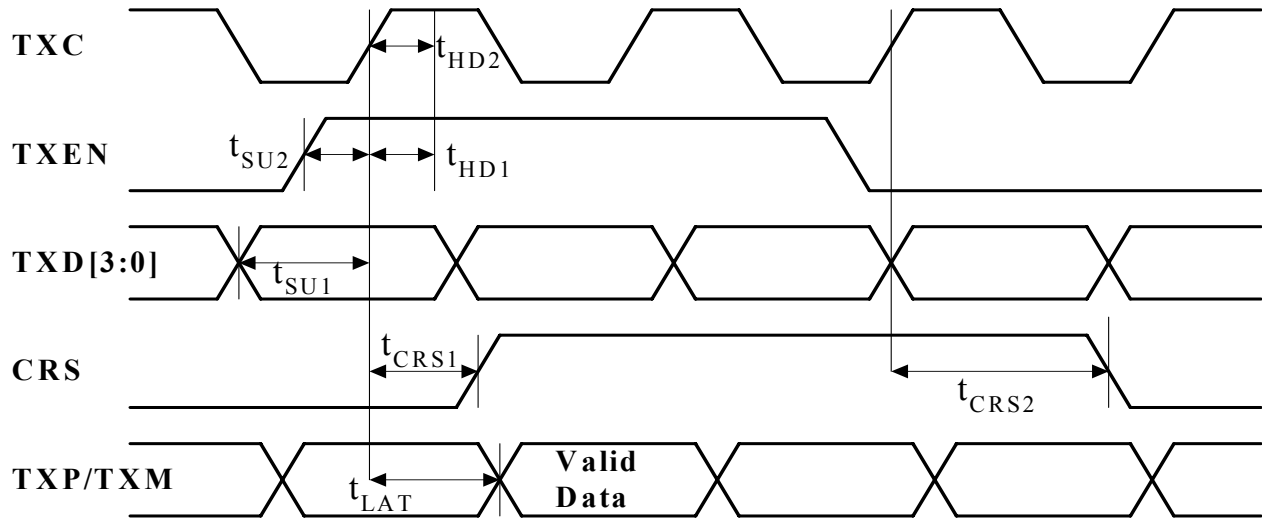 TXC
tHD2
TXEN
tSU2
tHD1
TXD[3:0]
tSU1
CRS
tCRS1
tCRS2
TXP/TXM
tLAT
Valid
Data